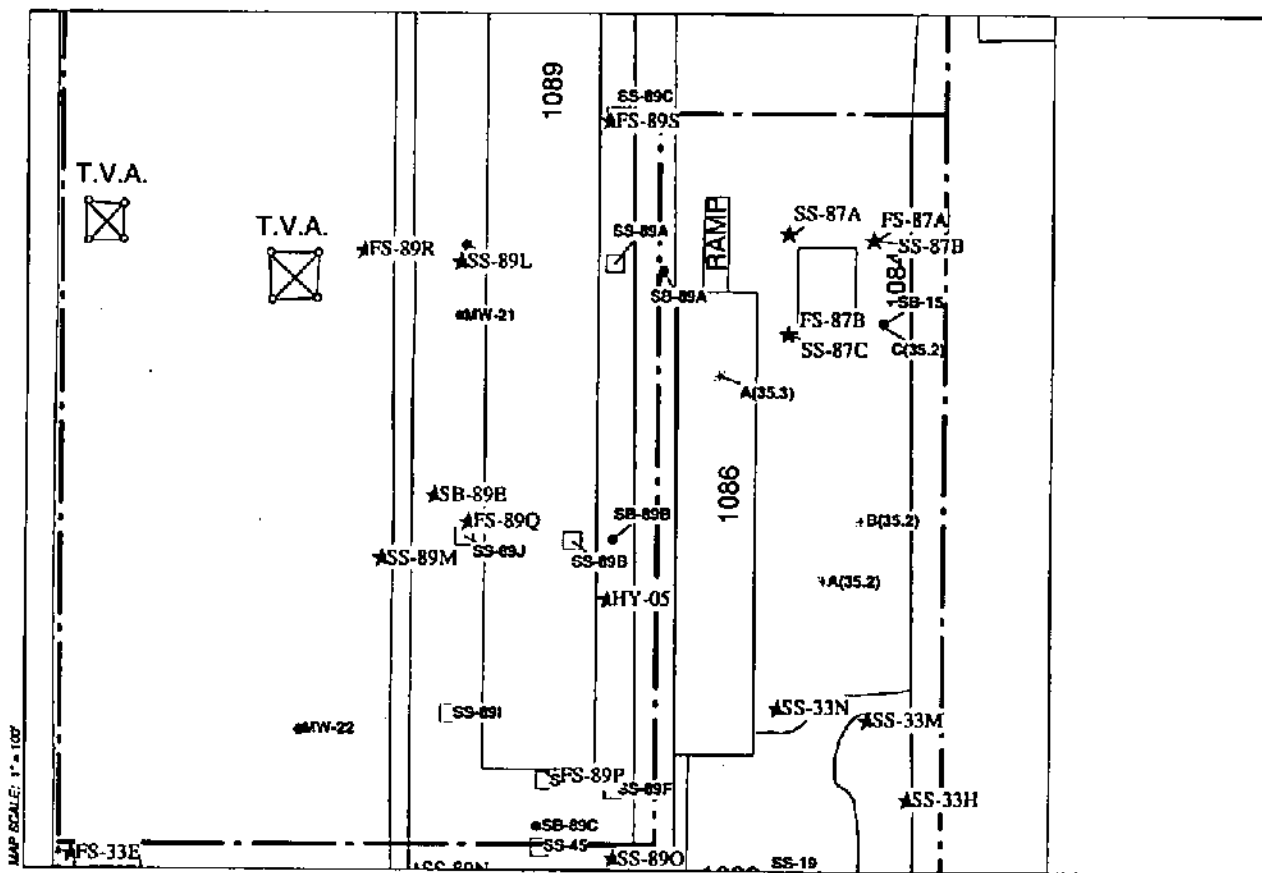 1089
SS-89C
FS-89S
T.V.A.
T.V.A.
FS-89R
SS-89L
SS-89A
SB-89A
RAMP
SS-87A
FS-87A
SS-87B
1084
SB-15
C(35.2)
FS-87B
SS-87C
MW-21
A(35.3)
1086
SB-89E
FS-89Q
SS-89J
SS-89M
SB-89B
SS-89B
B(35.2)
A(35.2)
HY-05
SS-89I
MW-22
SS-33N
SS-33M
FS-89P
SS-89F
SS-33H
SB-89C
SS-45
SS-89O
FS-33E
SS-89N
SS-19
MAP SCALE: 1" = 100'